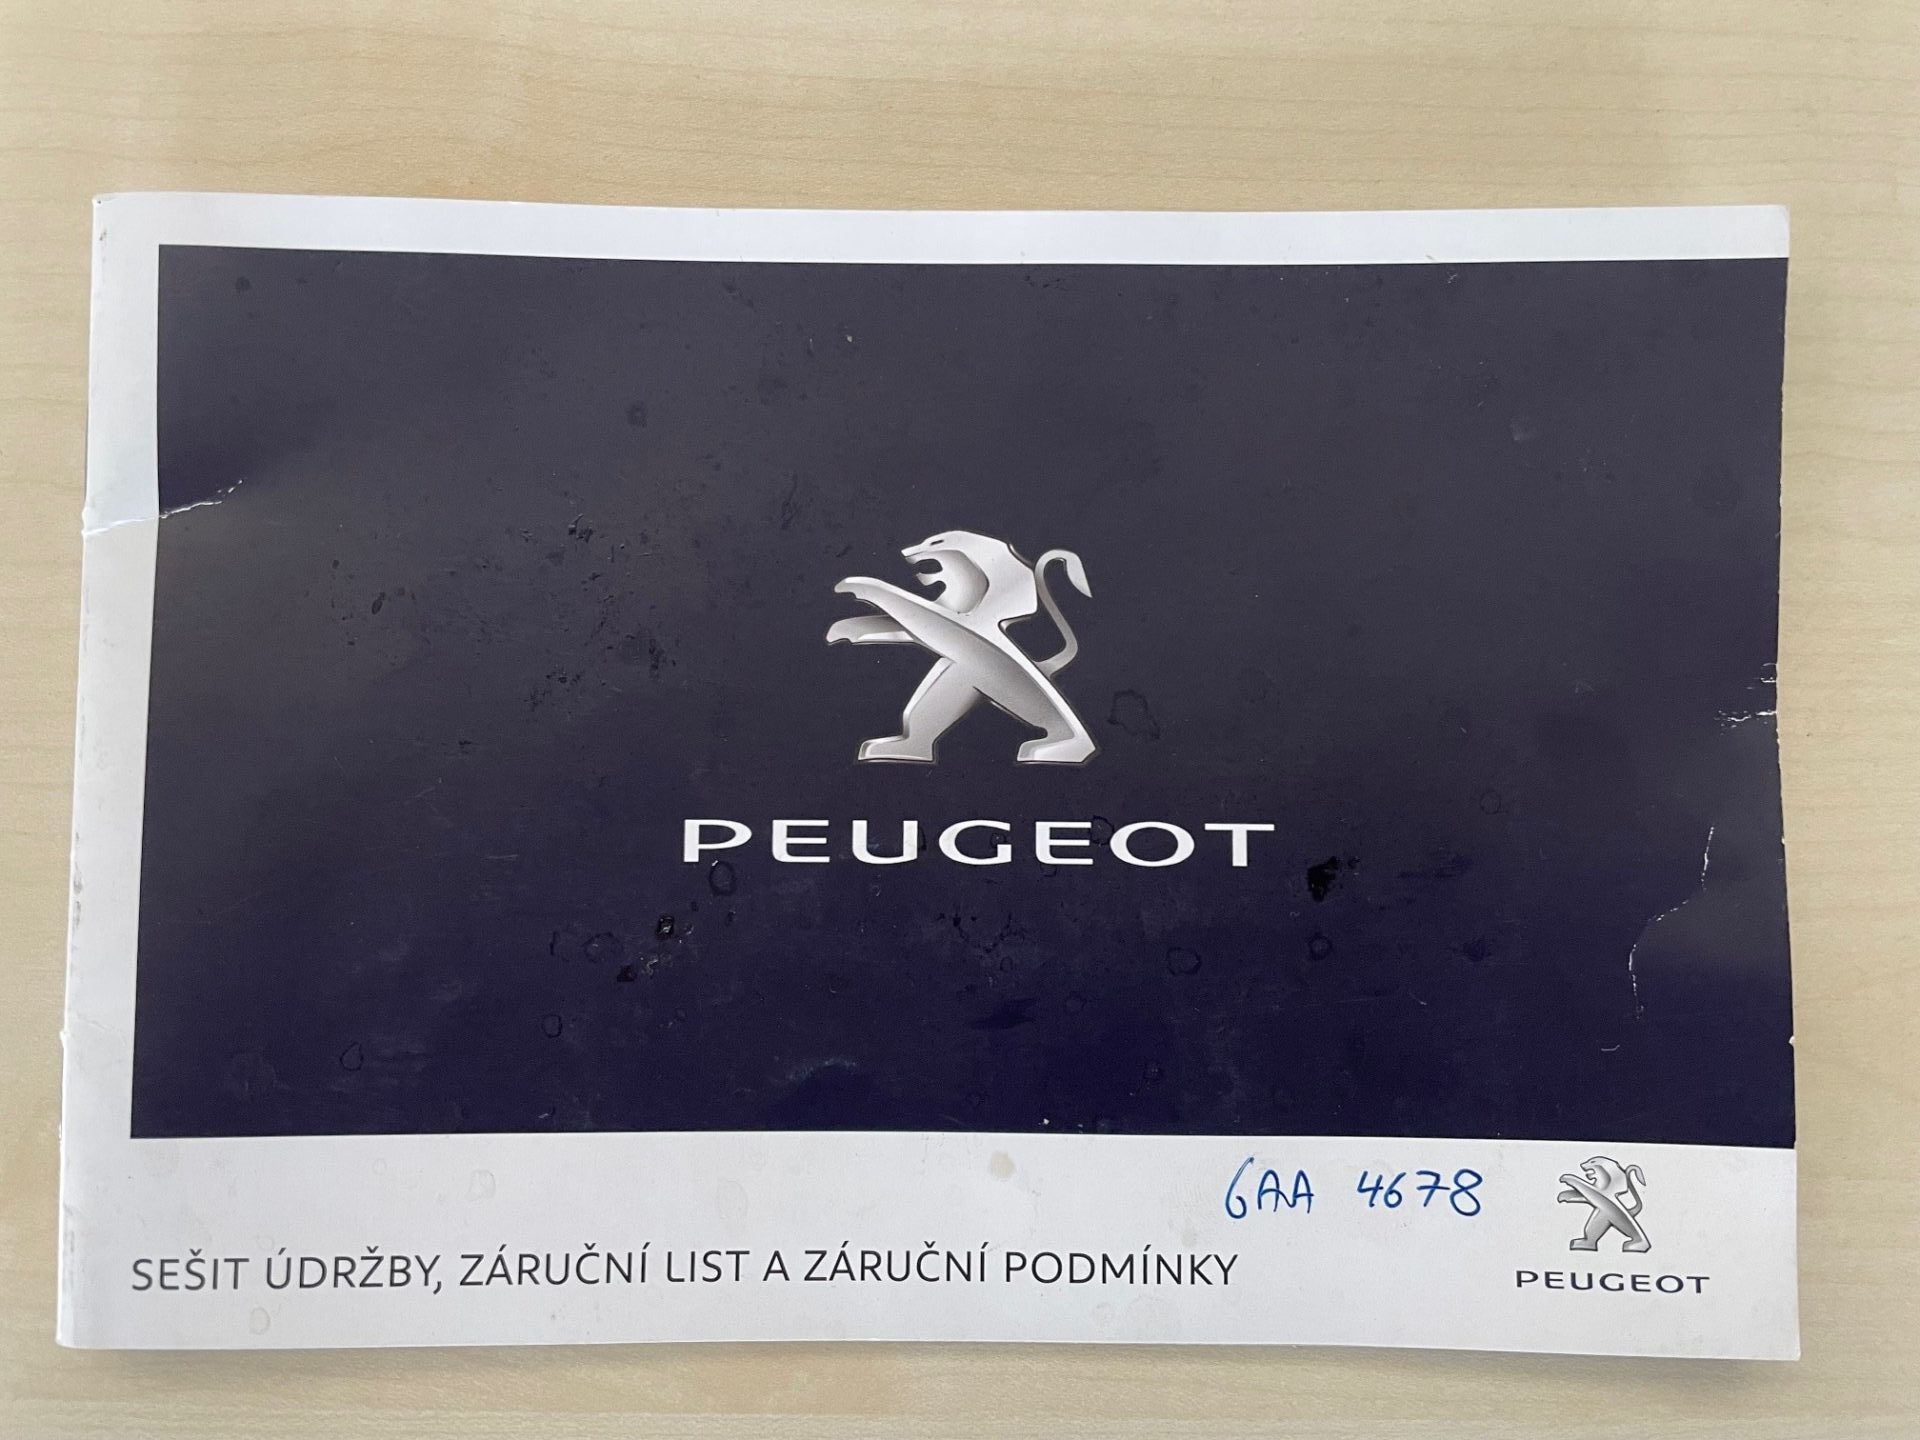 PEUGEOT
6AA 4678
SEŠIT ÚDRŽBY, ZÁRUČNÍ LIST A ZÁRUČNÍ PODMÍNKY
PEUGEOT